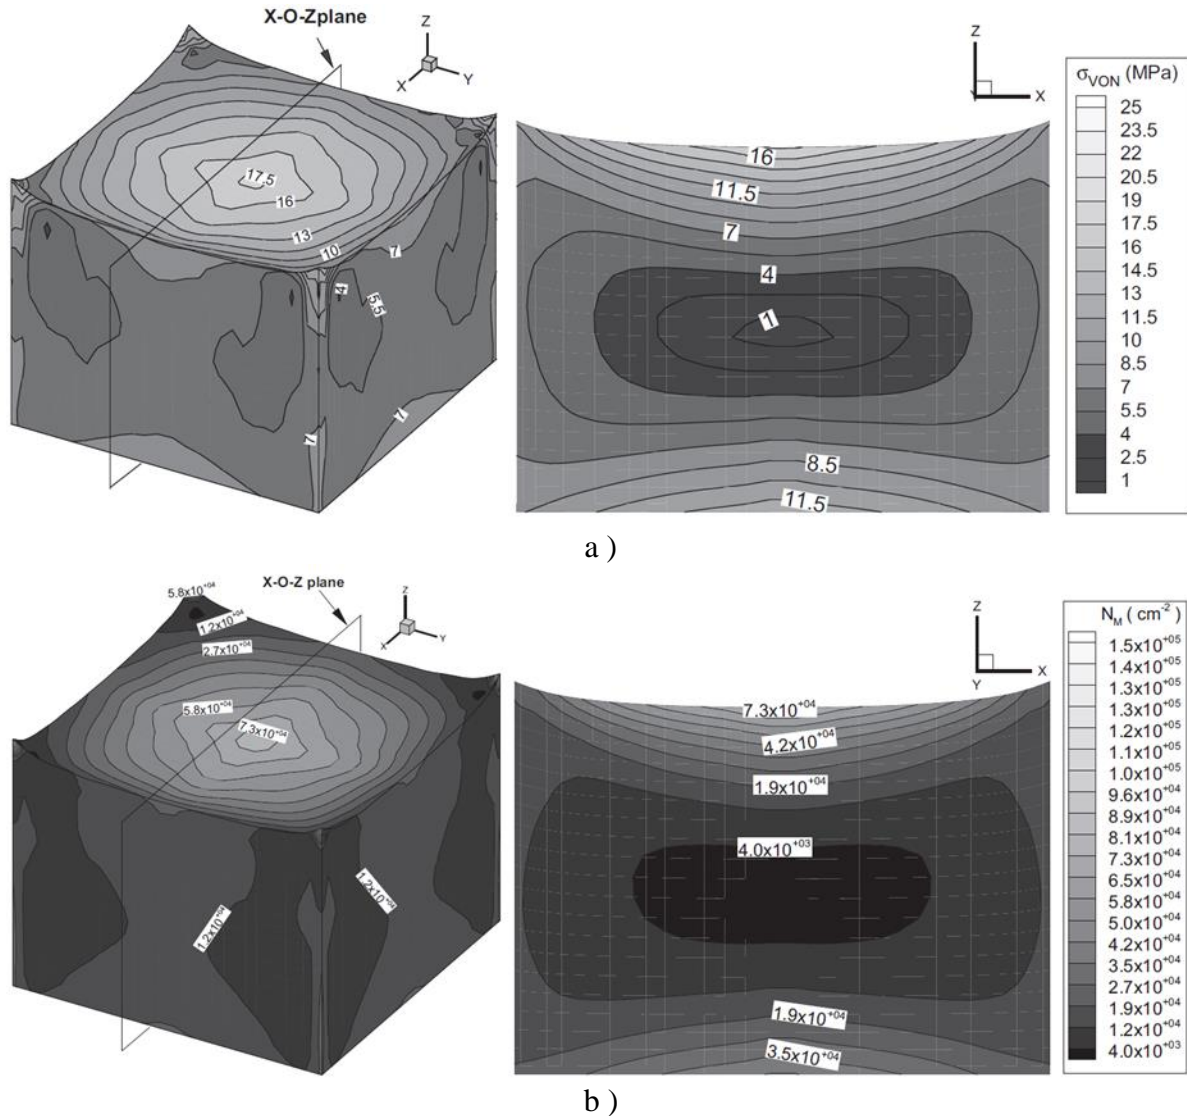 X-O-Zplane
Z
X
Y
17.5
16
13
10
7
4
5.5
7
7
Z
X
Y
16
11.5
7
4
1
8.5
11.5
σVON (MPa)
25
23.5
22
20.5
19
17.5
16
14.5
13
11.5
10
8.5
7
5.5
4
2.5
1
a )
X-O-Z plane
Z
X
Y
5.8x10+04
1.2x10+04
2.7x10+04
5.8x10+04
7.3x10+04
1.2x10+04
1.2x10+04
Z
Y
X
7.3x10+04
4.2x10+04
1.9x10+04
4.0x10+03
1.9x10+04
3.5x10+04
NM ( cm-2)
1.5x10+05
1.4x10+05
1.3x10+05
1.3x10+05
1.2x10+05
1.1x10+05
1.0x10+05
9.6x10+04
8.9x10+04
8.1x10+04
7.3x10+04
6.5x10+04
5.8x10+04
5.0x10+04
4.2x10+04
3.5x10+04
2.7x10+04
1.9x10+04
1.2x10+04
4.0x10+03
b )